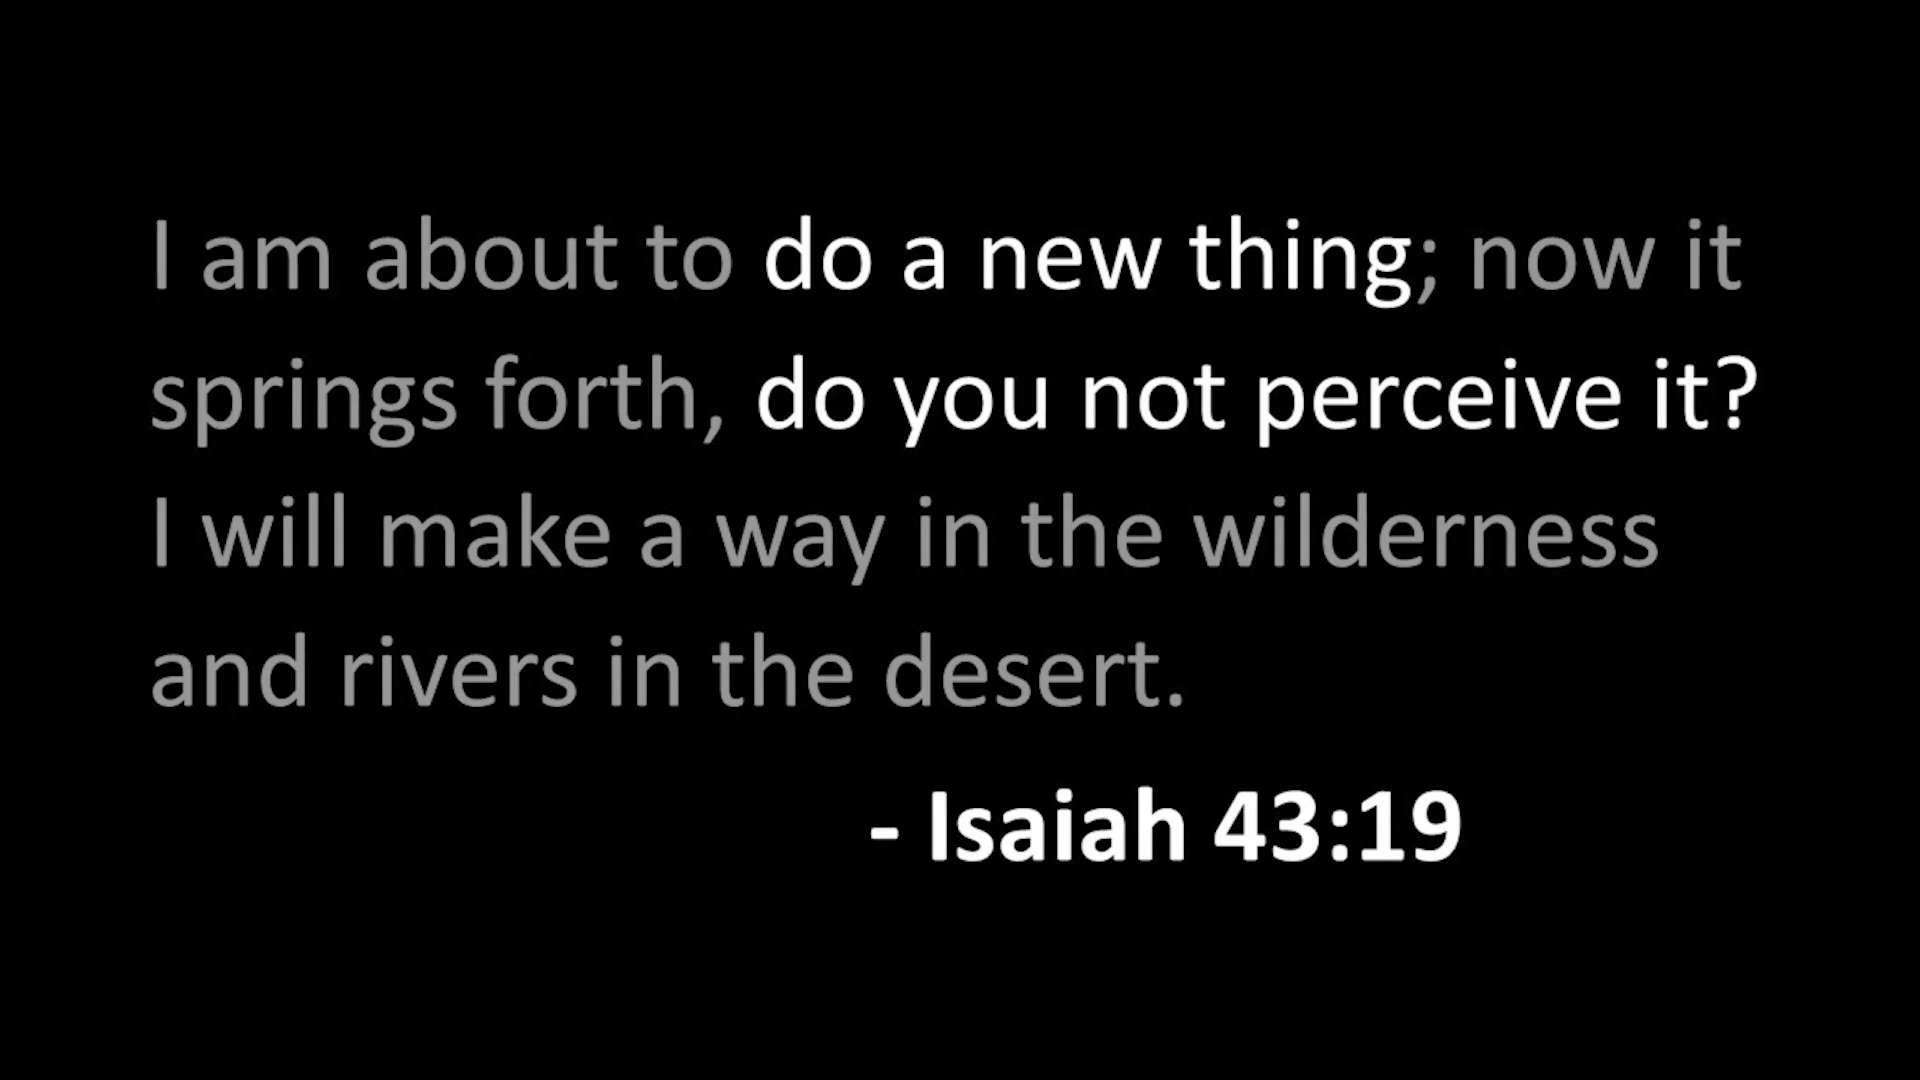 I am about to do a new thing; now it
springs forth, do you not perceive it?
I will make a way in the wilderness
and rivers in the desert.
- Isaiah 43:19